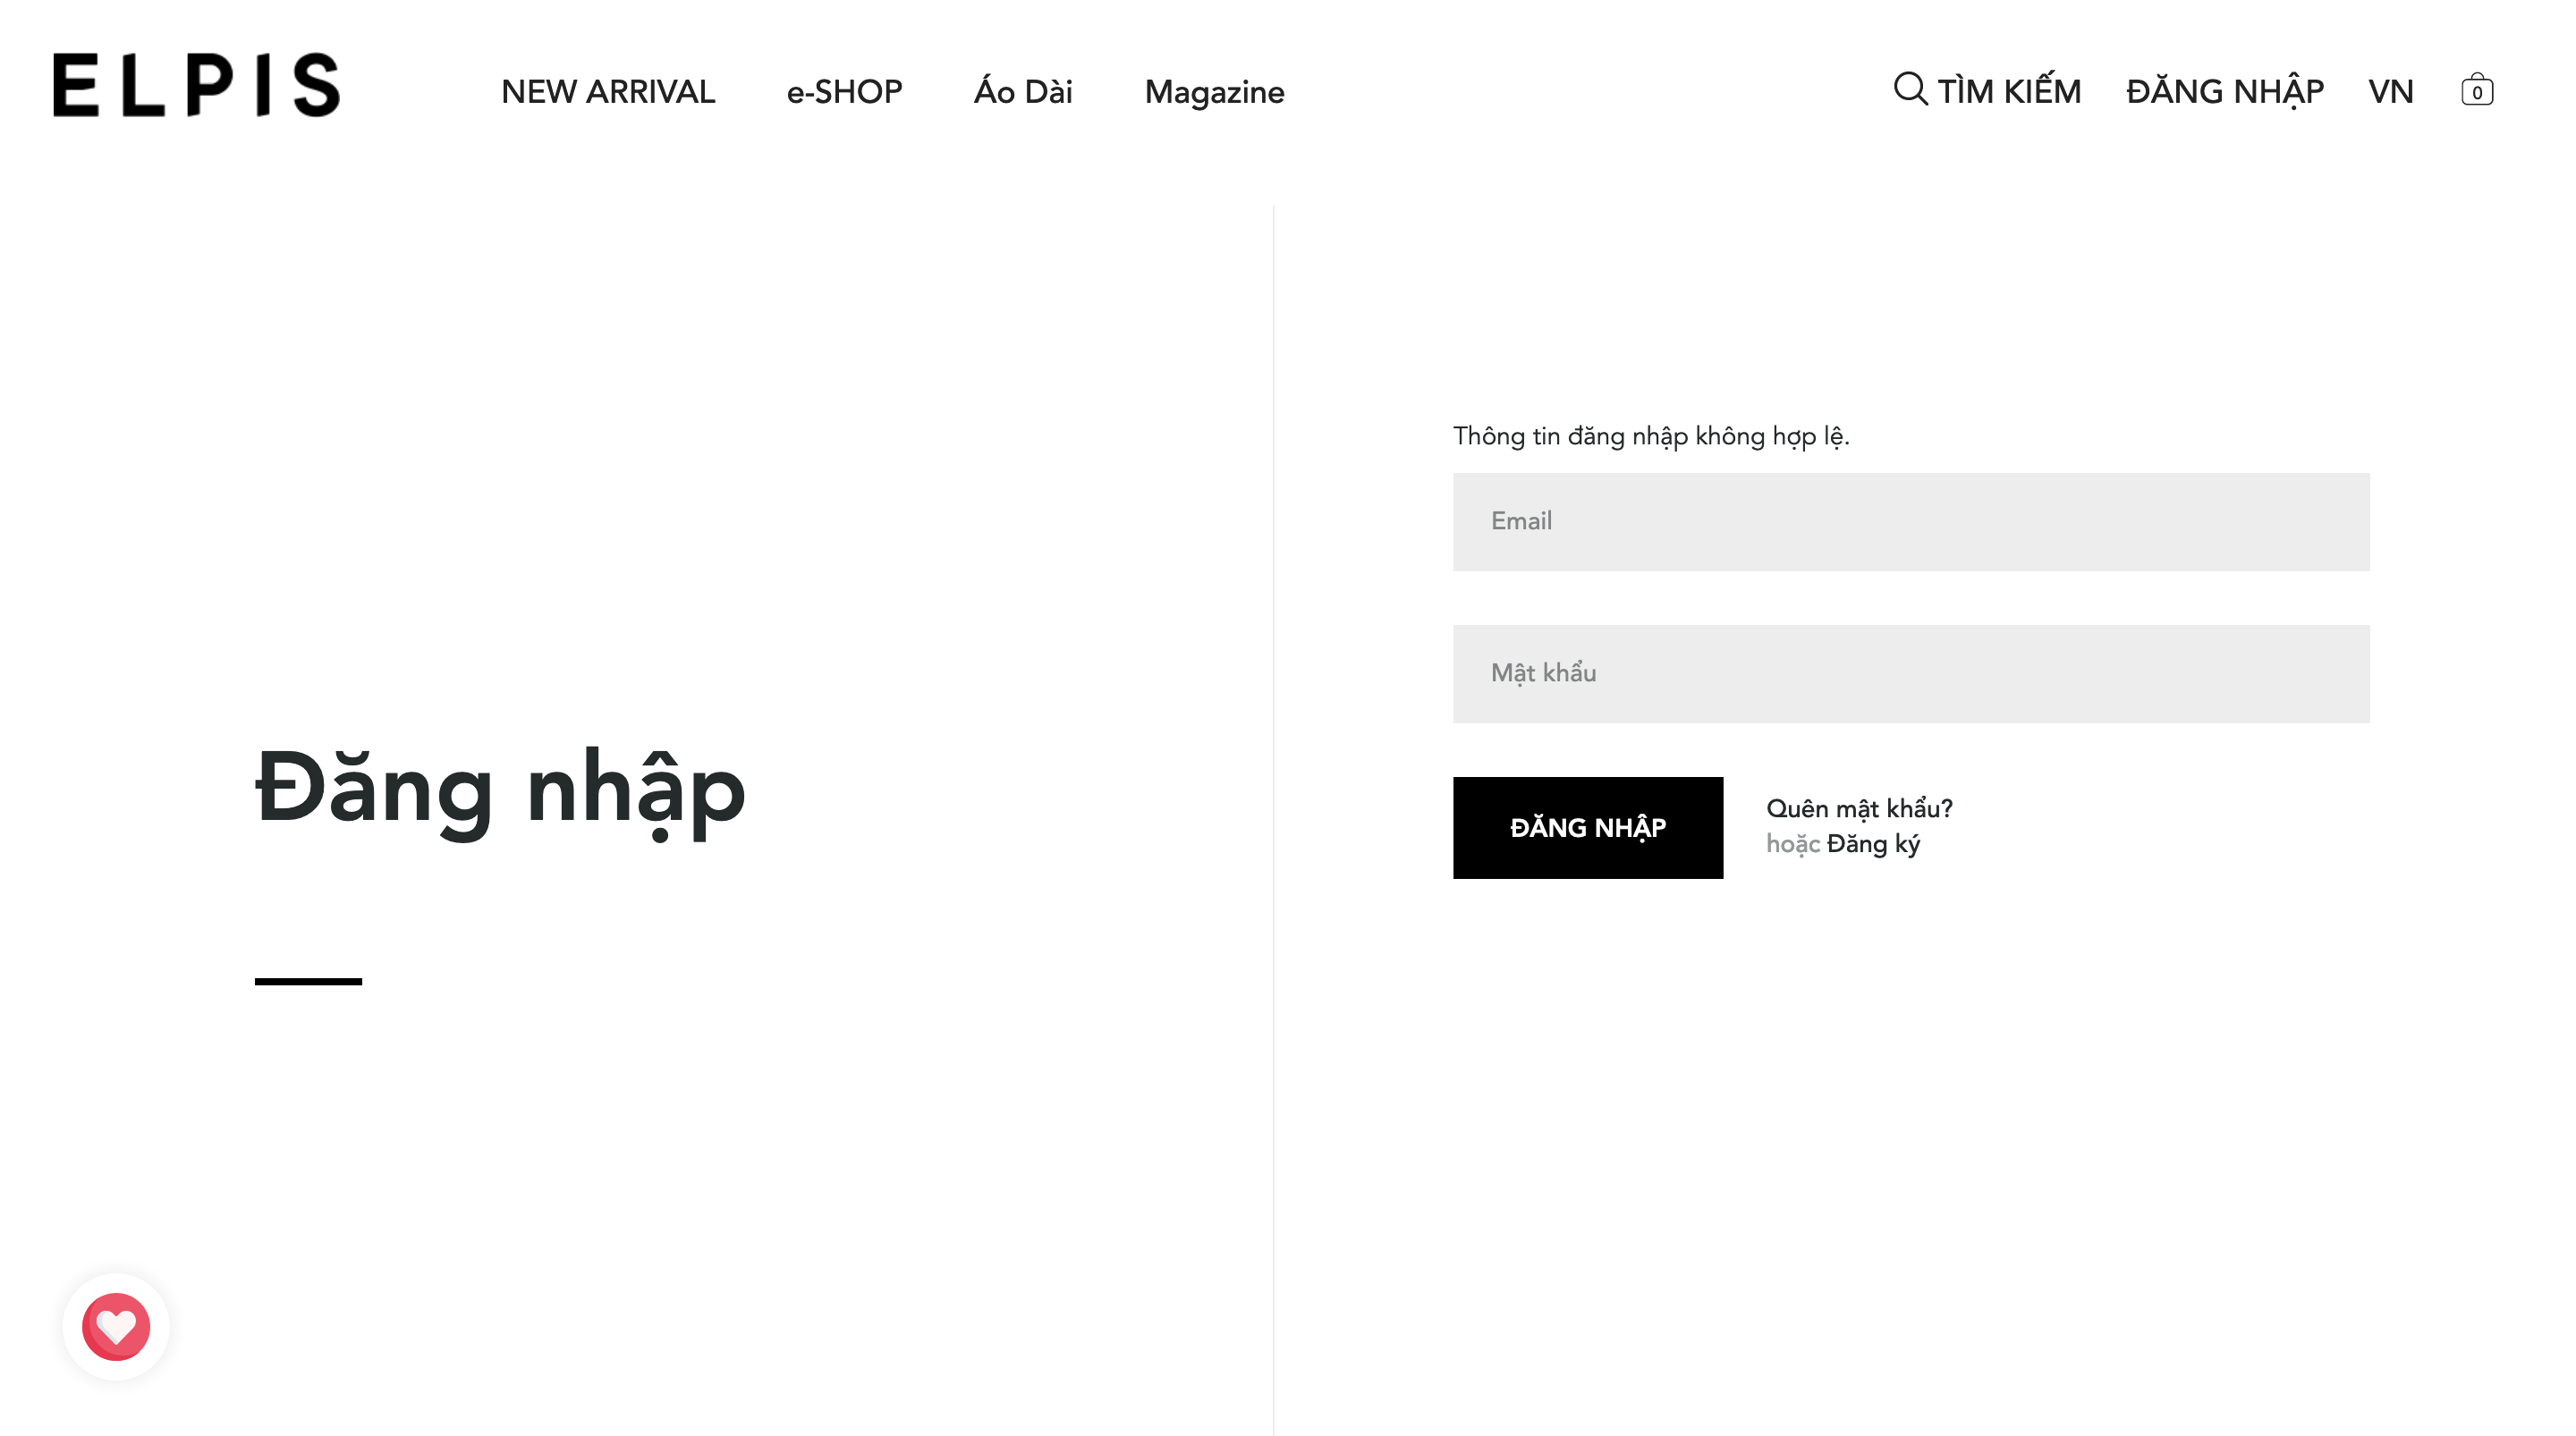 ELPIS
NEW ARRIVAL
e-SHOP
Áo Dài
Magazine
TÌM KIẾM
ĐĂNG NHẬP
VN
0
Đăng nhập
Thông tin đăng nhập không hợp lệ.
Email
Mật khẩu
ĐĂNG NHẬP
Quên mật khẩu?
hoặc Đăng ký